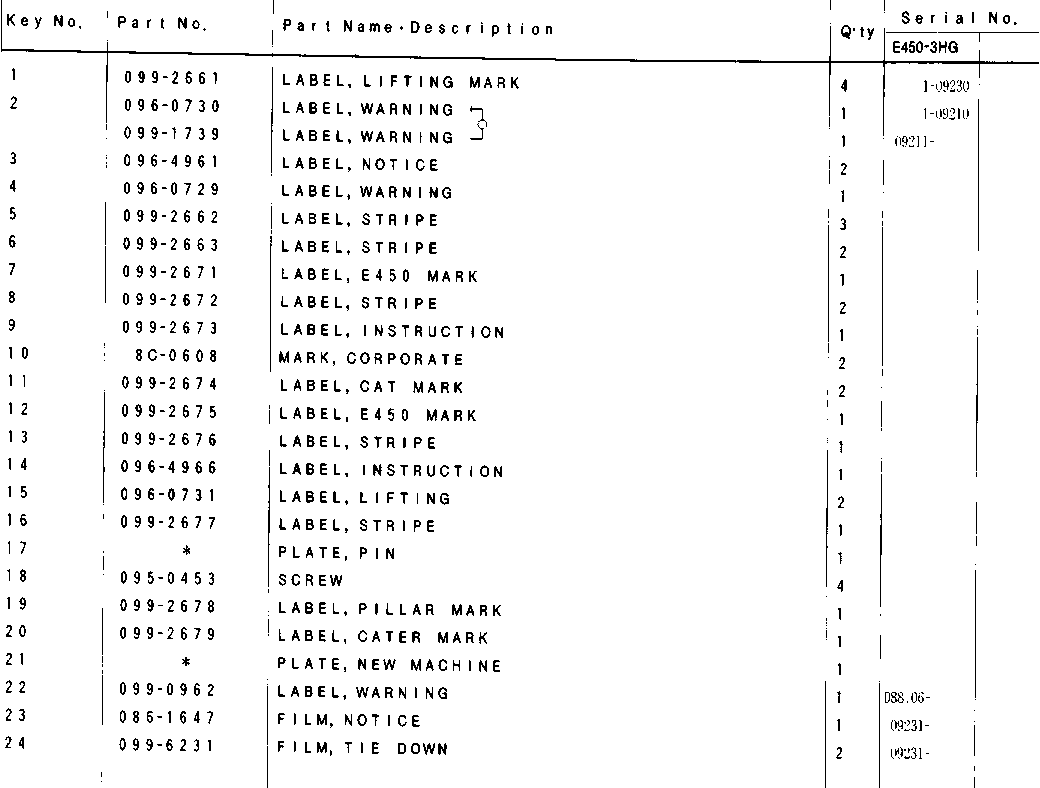 Key No. Part No. Part Name·Description Q'ty Serial No.
E450-3HG
1 099-2661 LABEL, LIFTING MARK 4 1-09230
2 096-0730 LABEL, WARNING 1 1-09210
099-1739 LABEL, WARNING 1 09211-
3 096-4961 LABEL, NOTICE 2
4 096-0729 LABEL, WARNING 1
5 099-2662 LABEL, STRIPE 3
6 099-2663 LABEL, STRIPE 2
7 099-2671 LABEL, E450 MARK 1
8 099-2672 LABEL, STRIPE 2
9 099-2673 LABEL, INSTRUCTION 1
10 8C-0608 MARK, CORPORATE 2
11 099-2674 LABEL, CAT MARK 2
12 099-2675 LABEL, E450 MARK 1
13 099-2676 LABEL, STRIPE 1
14 096-4966 LABEL, INSTRUCTION 1
15 096-0731 LABEL, LIFTING 2
16 099-2677 LABEL, STRIPE 1
17 * PLATE, PIN 1
18 095-0453 SCREW 4
19 099-2678 LABEL, PILLAR MARK 1
20 099-2679 LABEL, CATER MARK 1
21 * PLATE, NEW MACHINE 1
22 099-0962 LABEL, WARNING 1 D88.06-
23 086-1647 FILM, NOTICE 1 09231-
24 099-6231 FILM, TIE DOWN 2 09231-